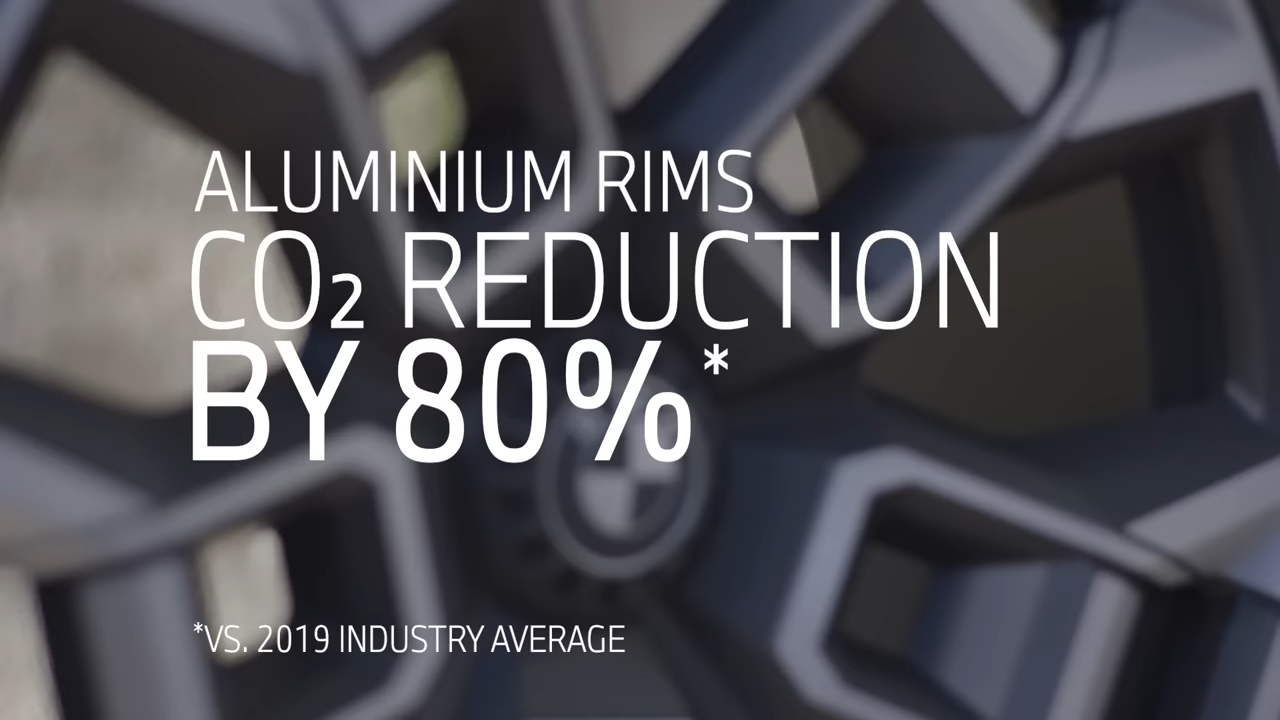 ALUMINIUM RIMS
CO₂ REDUCTION
BY 80%*
*VS. 2019 INDUSTRY AVERAGE